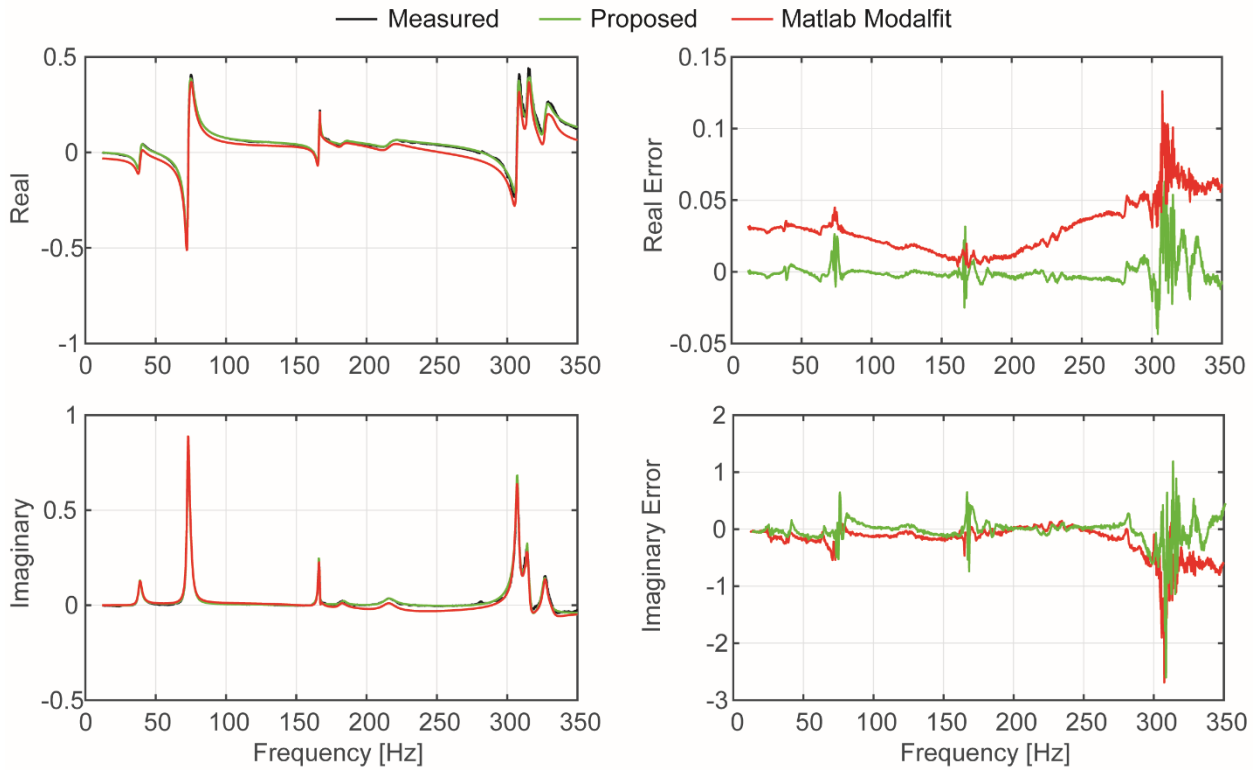 Measured Proposed Matlab Modalfit
0.5
0
-0.5
-1
Real
0 50 100 150 200 250 300 350
0.15
0.1
0.05
0
-0.05
Real Error
0 50 100 150 200 250 300 350
1
0.5
0
-0.5
Imaginary
0 50 100 150 200 250 300 350
Frequency [Hz]
2
1
0
-1
-2
-3
Imaginary Error
0 50 100 150 200 250 300 350
Frequency [Hz]